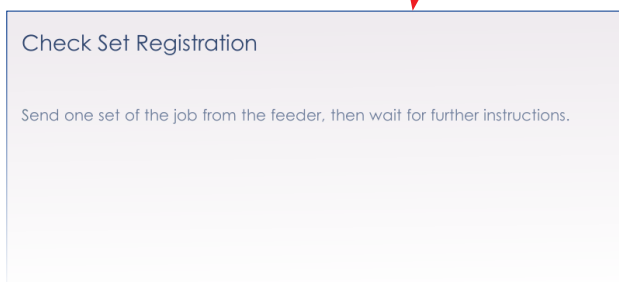 Check Set Registration
Send one set of the job from the feeder, then wait for further instructions.